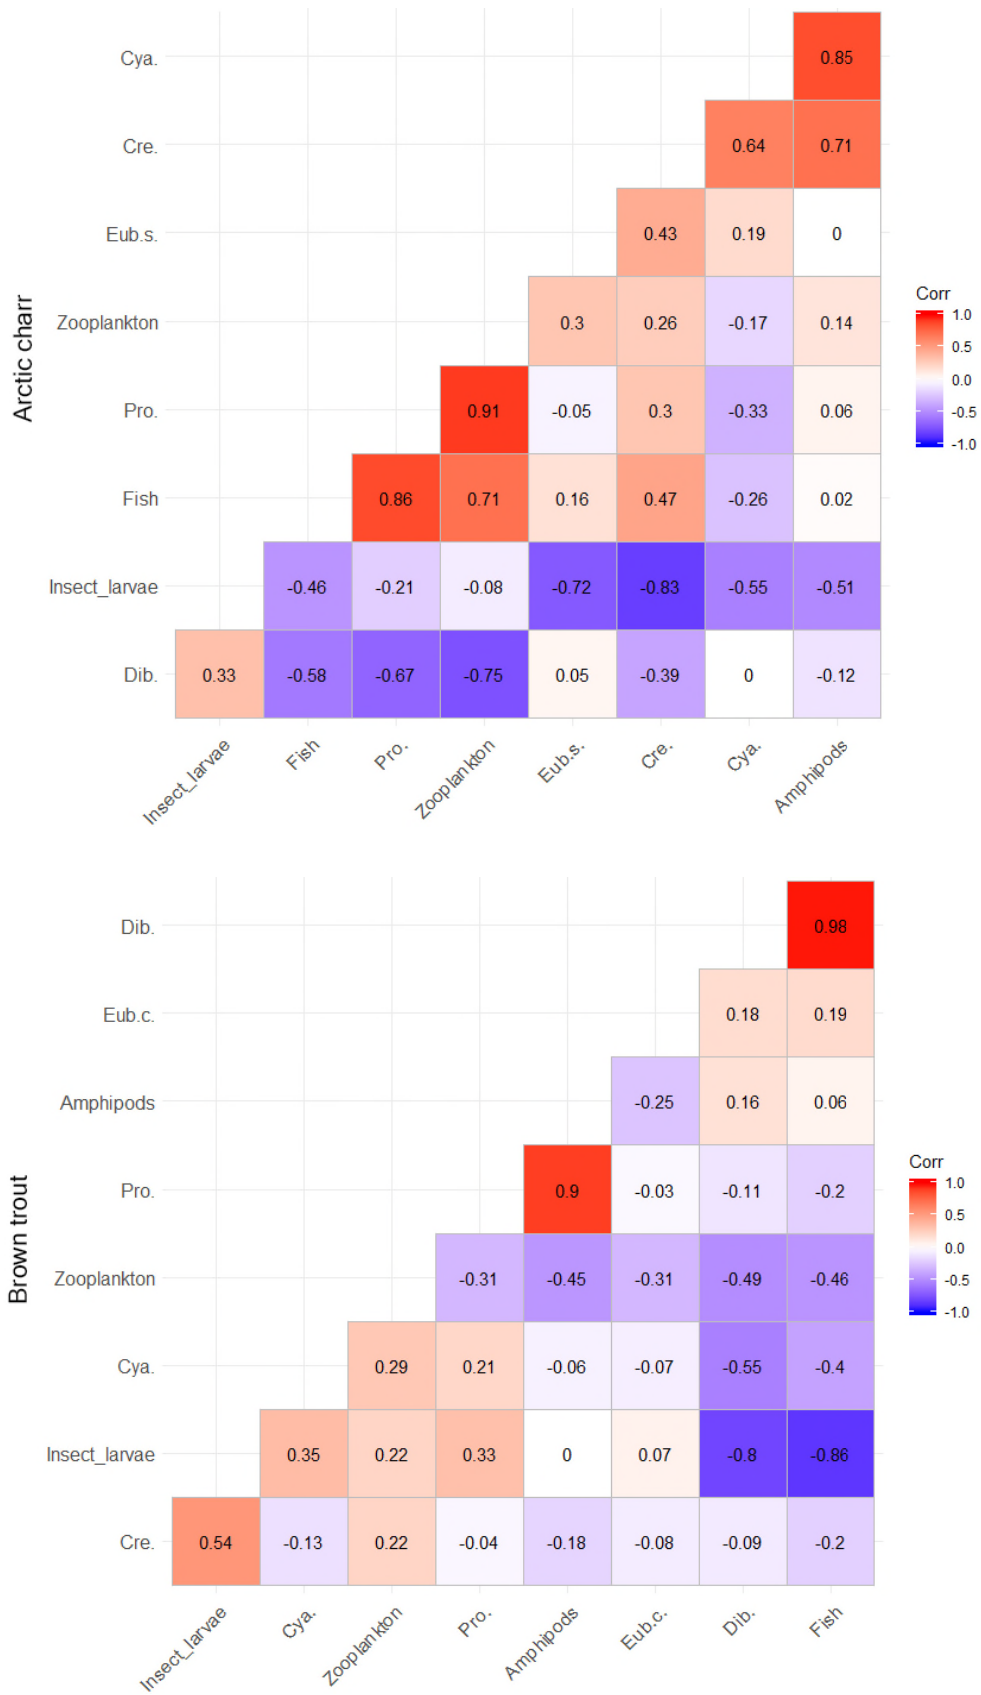 Cya. 0.85
Cre. 0.64 0.71
Eub.s. 0.43 0.19 0
Zooplankton 0.3 0.26 -0.17 0.14
Pro. 0.91 -0.05 0.3 -0.33 0.06
Fish 0.86 0.71 0.16 0.47 -0.26 0.02
Insect_larvae -0.46 -0.21 -0.08 -0.72 -0.83 -0.55 -0.51
Dib. 0.33 -0.58 -0.67 -0.75 0.05 -0.39 0 -0.12
Insect_larvae Fish Pro. Zooplankton Eub.s. Cre. Cya. Amphipods
Arctic charr
Corr
1.0
0.5
0.0
-0.5
-1.0
Dib. 0.98
Eub.c. 0.18 0.19
Amphipods -0.25 0.16 0.06
Pro. 0.9 -0.03 -0.11 -0.2
Zooplankton -0.31 -0.45 -0.31 -0.49 -0.46
Cya. 0.29 0.21 -0.06 -0.07 -0.55 -0.4
Insect_larvae 0.35 0.22 0.33 0 0.07 -0.8 -0.86
Cre. 0.54 -0.13 0.22 -0.04 -0.18 -0.08 -0.09 -0.2
Insect_larvae Cya. Zooplankton Pro. Amphipods Eub.c. Dib. Fish
Brown trout
Corr
1.0
0.5
0.0
-0.5
-1.0